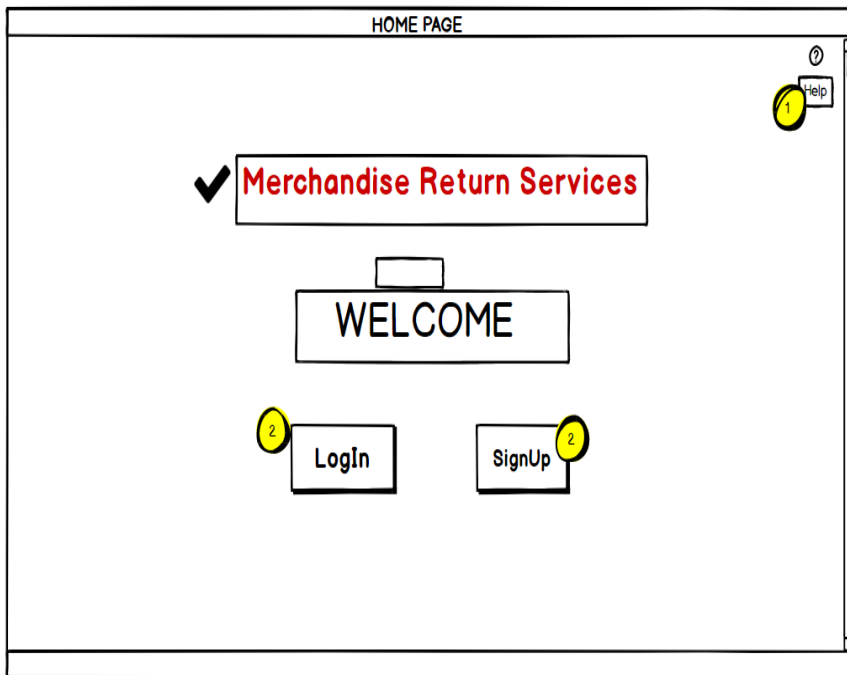 HOME PAGE
?
Help
1
Merchandise Return Services
WELCOME
2
LogIn
SignUp
2